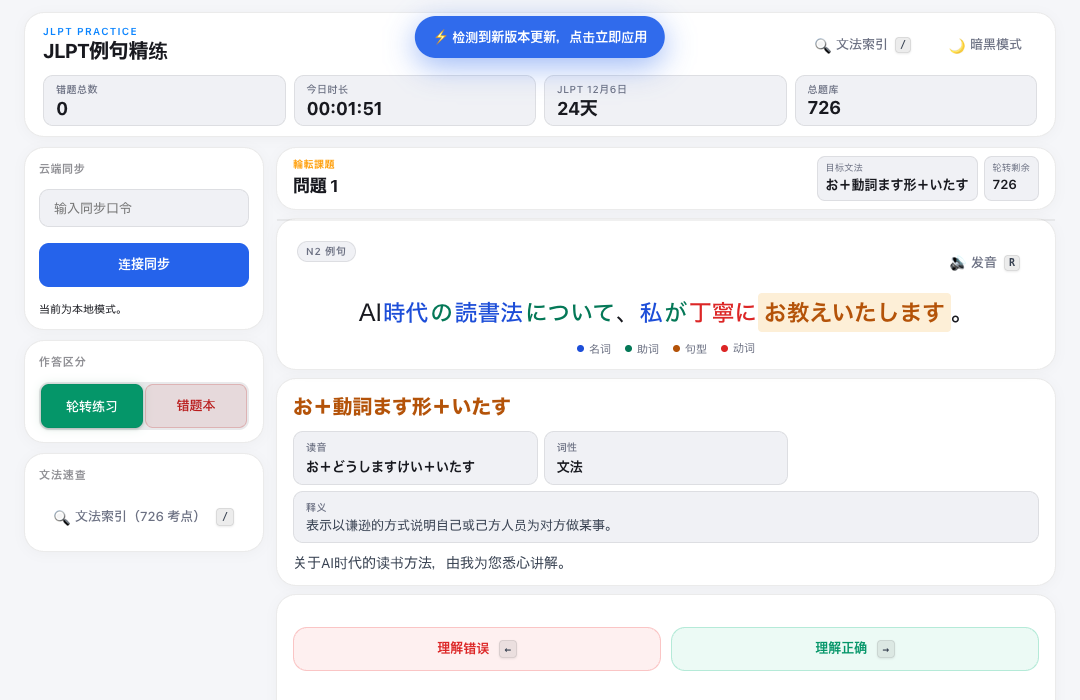 JLPT PRACTICE
JLPT例句精练
⚡ 检测到新版本更新，点击立即应用
🔍 文法索引 /
🌙 暗黑模式
错题总数
0
今日时长
00:01:51
JLPT 12月6日
24天
总题库
726
云端同步
输入同步口令
连接同步
当前为本地模式。
作答区分
轮转练习
错题本
文法速查
🔍 文法索引（726 考点） /
輪転課題
問題 1
目标文法
お＋動詞ます形＋いたす
轮转剩余
726
N2 例句
🔈 发音 R
AI時代の読書法について、私が丁寧にお教えいたします。
名词 助词 句型 动词
お＋動詞ます形＋いたす
读音
お＋どうしますけい＋いたす
词性
文法
释义
表示以谦逊的方式说明自己或己方人员为对方做某事。
关于AI时代的读书方法，由我为您悉心讲解。
理解错误 ←
理解正确 →